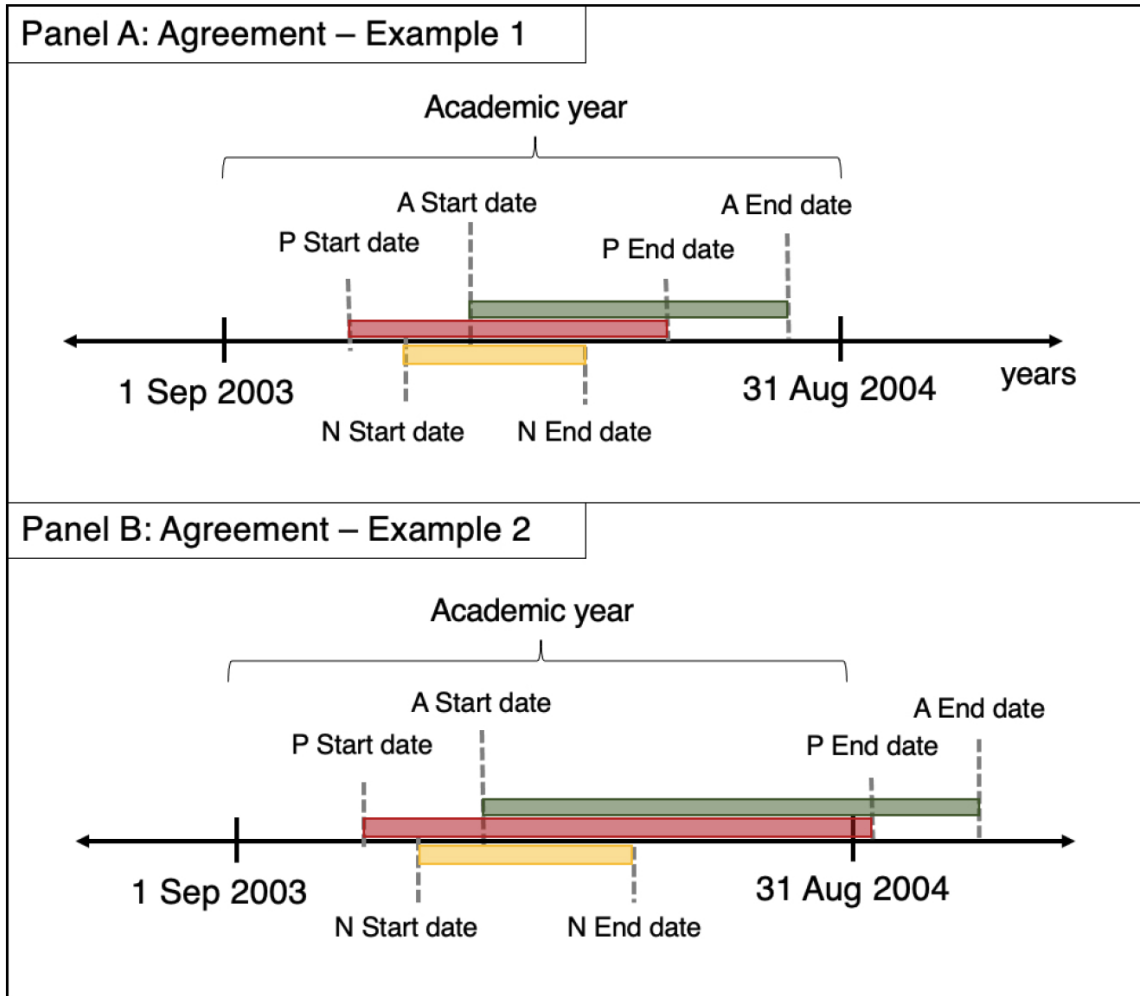 Panel A: Agreement – Example 1
Academic year
A Start date
A End date
P Start date
P End date
1 Sep 2003
31 Aug 2004
years
N Start date
N End date
Panel B: Agreement – Example 2
Academic year
A Start date
A End date
P Start date
P End date
1 Sep 2003
31 Aug 2004
N Start date
N End date